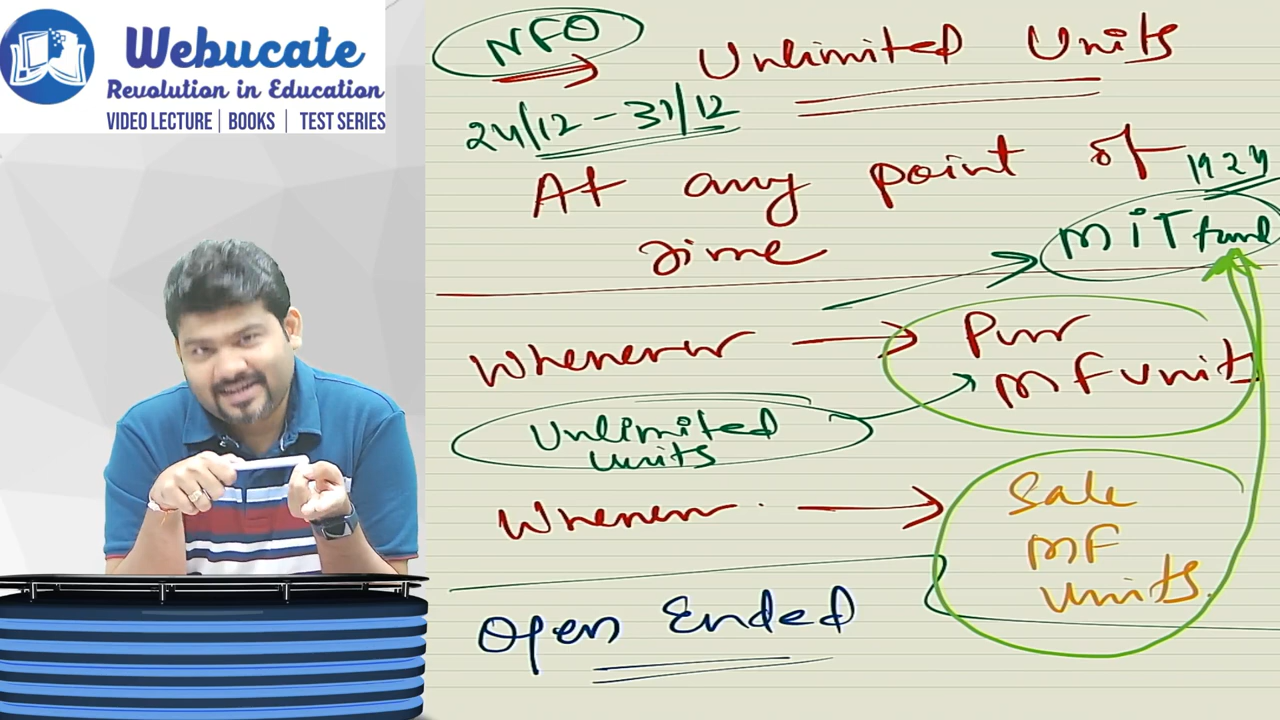 Webucate
Revolution in Education
VIDEO LECTURE | BOOKS | TEST SERIES
NFO → Unlimited Units
24/12 - 31/12
At any point of
time
1924
MIT fund
Whenever → Purr
MF units
Unlimited
units
Whenever → Sale
MF
Units.
Open Ended